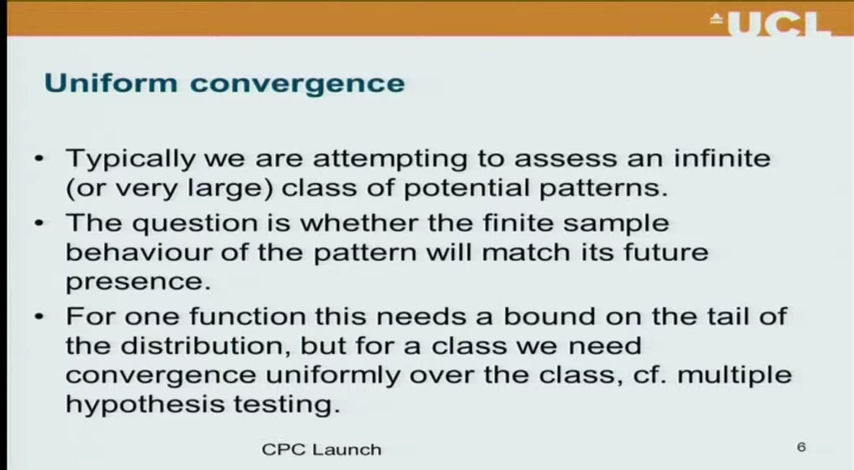 UCL
Uniform convergence
• Typically we are attempting to assess an infinite
(or very large) class of potential patterns.
• The question is whether the finite sample
behaviour of the pattern will match its future
presence.
• For one function this needs a bound on the tail of
the distribution, but for a class we need
convergence uniformly over the class, cf. multiple
hypothesis testing.
CPC Launch
6